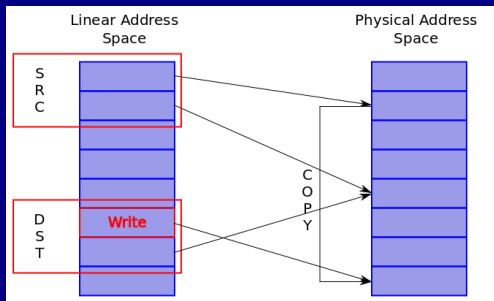 Linear Address
Space
Physical Address
Space
S
R
C
C
O
P
Y
D
S
T
Write